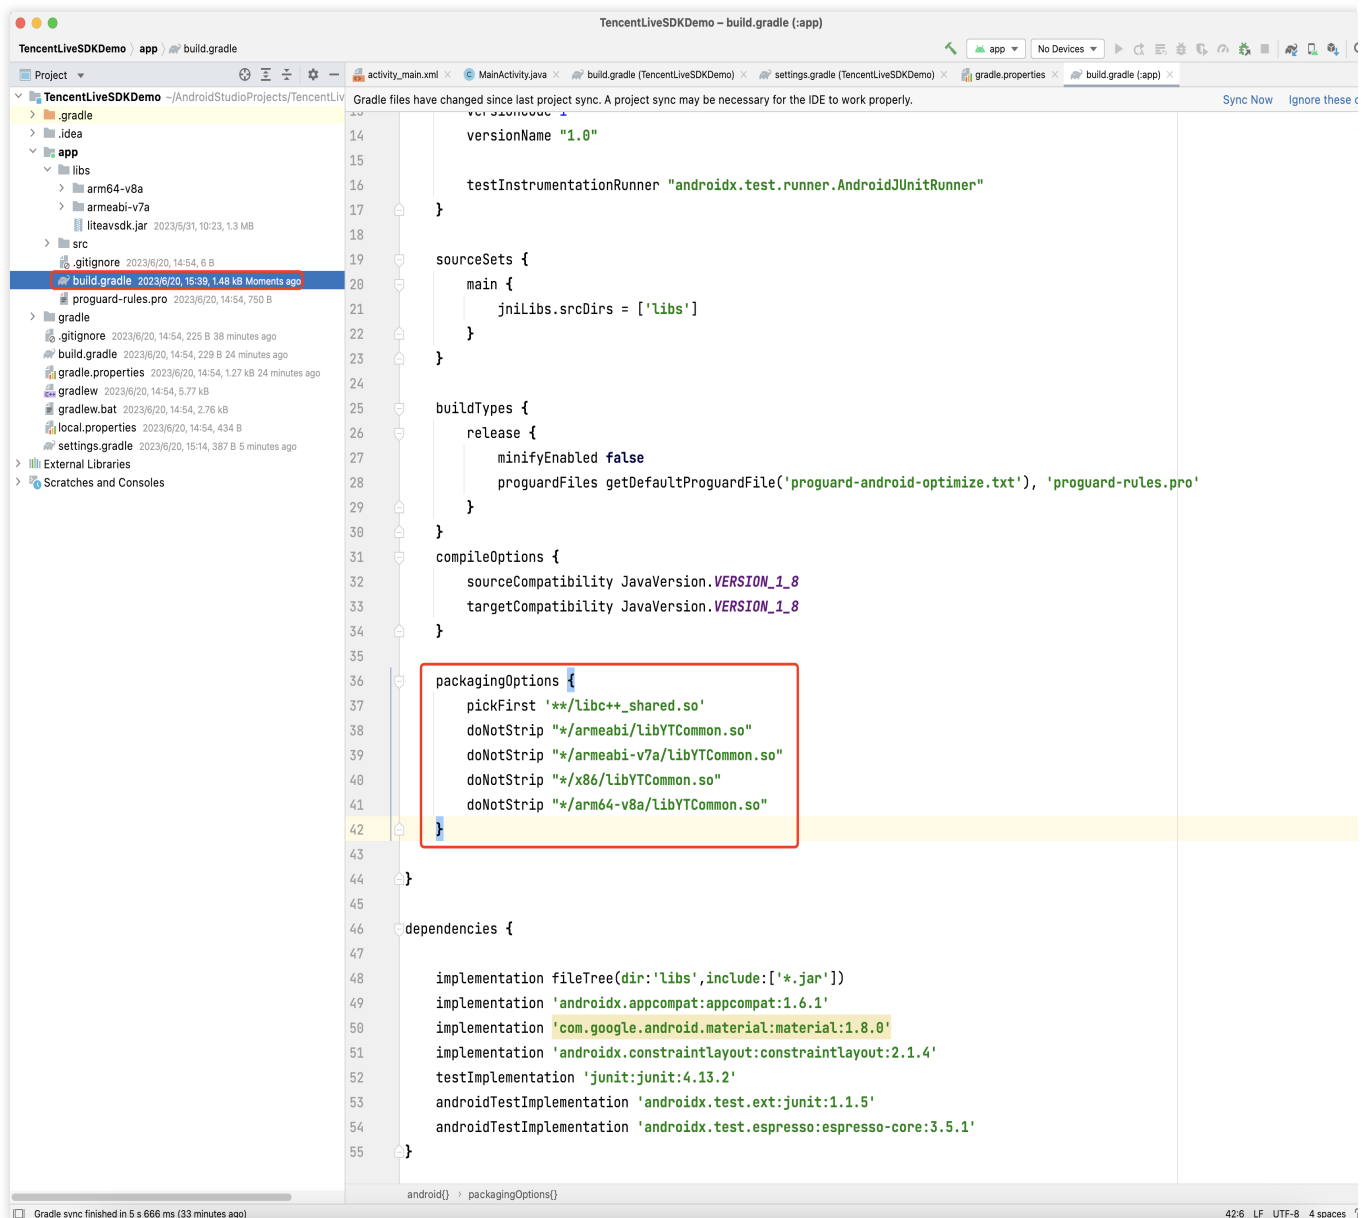 TencentLiveSDKDemo – build.gradle (:app)
TencentLiveSDKDemo app build.gradle
app No Devices
Project
activity_main.xml MainActivity.java build.gradle (TencentLiveSDKDemo) settings.gradle (TencentLiveSDKDemo) gradle.properties build.gradle (:app)
Gradle files have changed since last project sync. A project sync may be necessary for the IDE to work properly. Sync Now Ignore these
TencentLiveSDKDemo ~/AndroidStudioProjects/TencentLiv
.gradle
.idea
app
libs
arm64-v8a
armeabi-v7a
liteavsdk.jar 2023/5/31, 10:23, 1.3 MB
src
.gitignore 2023/6/20, 14:54, 6 B
build.gradle 2023/6/20, 15:39, 1.48 kB Moments ago
proguard-rules.pro 2023/6/20, 14:54, 750 B
gradle
.gitignore 2023/6/20, 14:54, 225 B 38 minutes ago
build.gradle 2023/6/20, 14:54, 229 B 24 minutes ago
gradle.properties 2023/6/20, 14:54, 1.27 kB 24 minutes ago
gradlew 2023/6/20, 14:54, 5.77 kB
gradlew.bat 2023/6/20, 14:54, 2.76 kB
local.properties 2023/6/20, 14:54, 434 B
settings.gradle 2023/6/20, 15:14, 387 B 5 minutes ago
External Libraries
Scratches and Consoles
13 versionCode 1
14 versionName "1.0"
15
16 testInstrumentationRunner "androidx.test.runner.AndroidJUnitRunner"
17 }
18
19 sourceSets {
20 main {
21 jniLibs.srcDirs = ['libs']
22 }
23 }
24
25 buildTypes {
26 release {
27 minifyEnabled false
28 proguardFiles getDefaultProguardFile('proguard-android-optimize.txt'), 'proguard-rules.pro'
29 }
30 }
31 compileOptions {
32 sourceCompatibility JavaVersion.VERSION_1_8
33 targetCompatibility JavaVersion.VERSION_1_8
34 }
35
36 packagingOptions {
37 pickFirst '**/libc++_shared.so'
38 doNotStrip "*/armeabi/libYTCommon.so"
39 doNotStrip "*/armeabi-v7a/libYTCommon.so"
40 doNotStrip "*/x86/libYTCommon.so"
41 doNotStrip "*/arm64-v8a/libYTCommon.so"
42 }
43
44 }
45
46 dependencies {
47
48 implementation fileTree(dir:'libs',include:['*.jar'])
49 implementation 'androidx.appcompat:appcompat:1.6.1'
50 implementation 'com.google.android.material:material:1.8.0'
51 implementation 'androidx.constraintlayout:constraintlayout:2.1.4'
52 testImplementation 'junit:junit:4.13.2'
53 androidTestImplementation 'androidx.test.ext:junit:1.1.5'
54 androidTestImplementation 'androidx.test.espresso:espresso-core:3.5.1'
55 }
android{} › packagingOptions{}
Gradle sync finished in 5 s 666 ms (33 minutes ago) 42:6 LF UTF-8 4 spaces